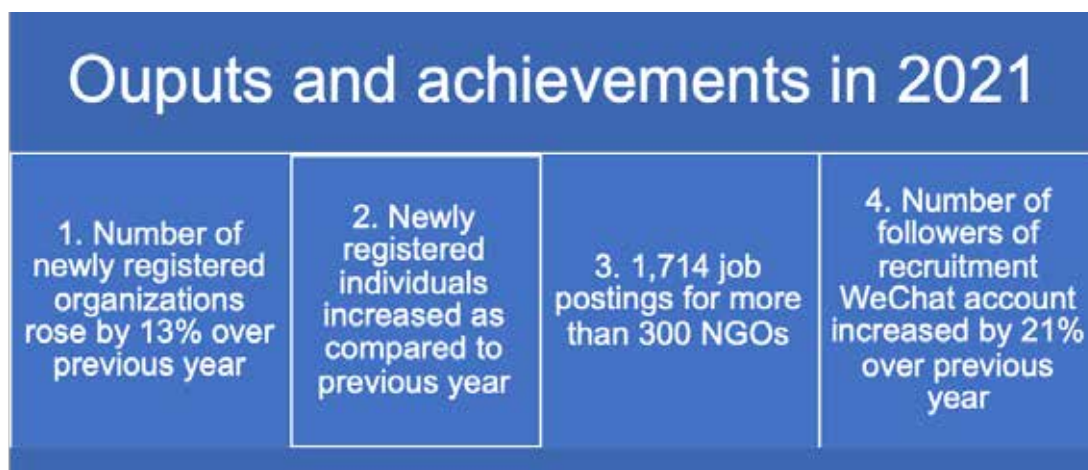 Ouputs and achievements in 2021
1. Number of
newly registered
organizations
rose by 13% over
previous year
2. Newly
registered
individuals
increased as
compared to
previous year
3. 1,714 job
postings for more
than 300 NGOs
4. Number of
followers of
recruitment
WeChat account
increased by 21%
over previous
year